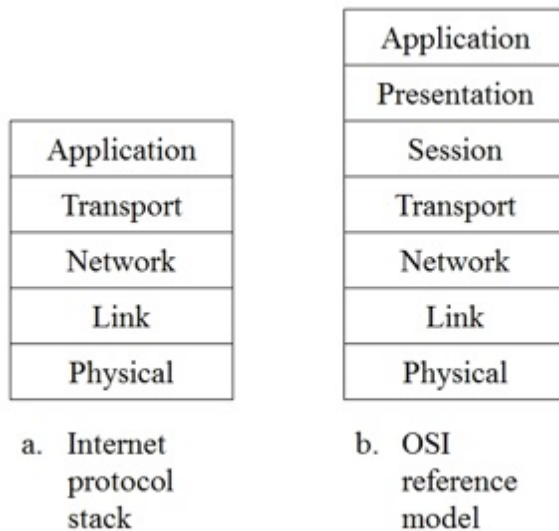 Application
Transport
Network
Link
Physical
a. Internet
protocol
stack
Application
Presentation
Session
Transport
Network
Link
Physical
b. OSI
reference
model